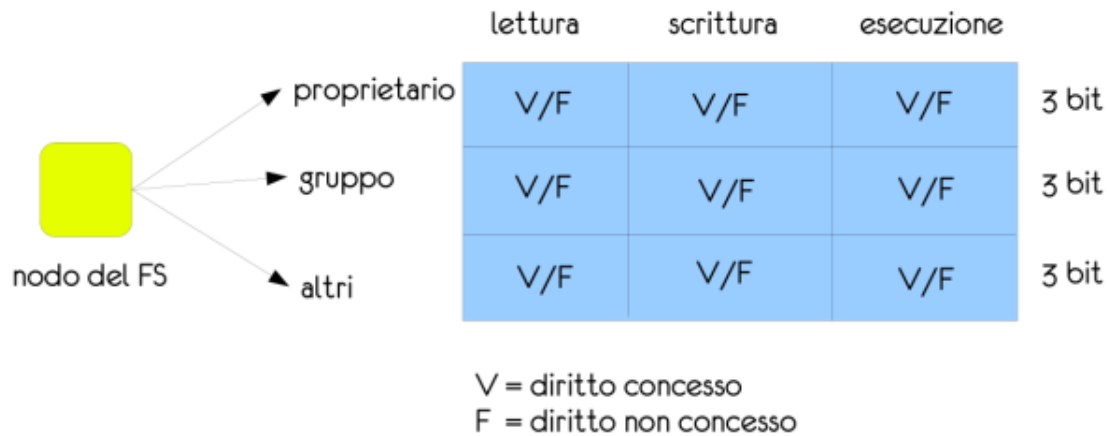 lettura scrittura esecuzione
proprietario V/F V/F V/F 3 bit
gruppo V/F V/F V/F 3 bit
nodo del FS
altri V/F V/F V/F 3 bit
V = diritto concesso
F = diritto non concesso